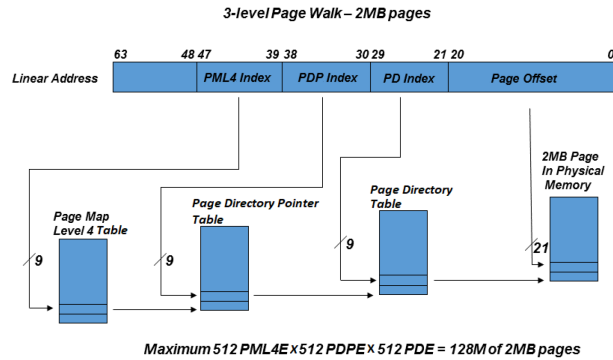 3-level Page Walk – 2MB pages
63 48 47 39 38 30 29 21 20 0
Linear Address PML4 Index PDP Index PD Index Page Offset
2MB Page
In Physical
Memory
Page Map
Level 4 Table
Page Directory Pointer
Table
Page Directory
Table
9 9 9 21
Maximum 512 PML4E x 512 PDPE x 512 PDE = 128M of 2MB pages